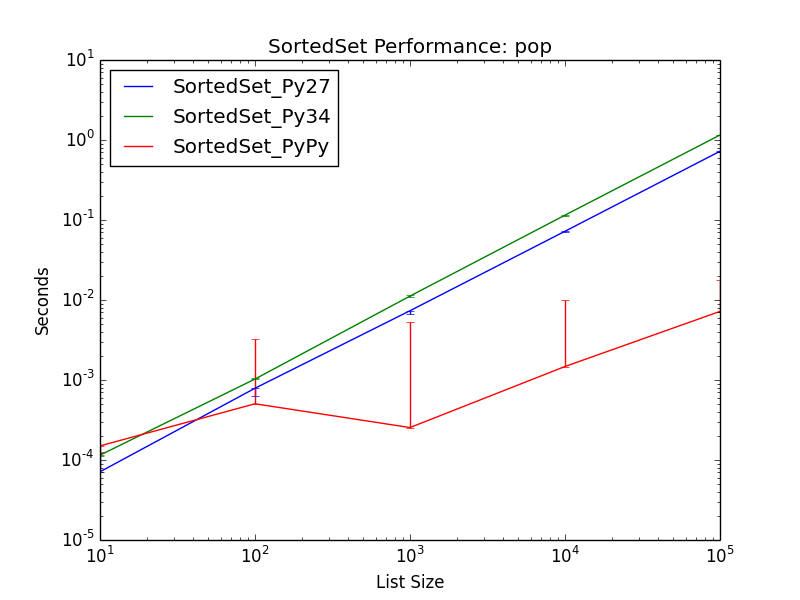 SortedSet Performance: pop
SortedSet_Py27
SortedSet_Py34
SortedSet_PyPy
Seconds
10^1
10^0
10^-1
10^-2
10^-3
10^-4
10^-5
10^1 10^2 10^3 10^4 10^5
List Size